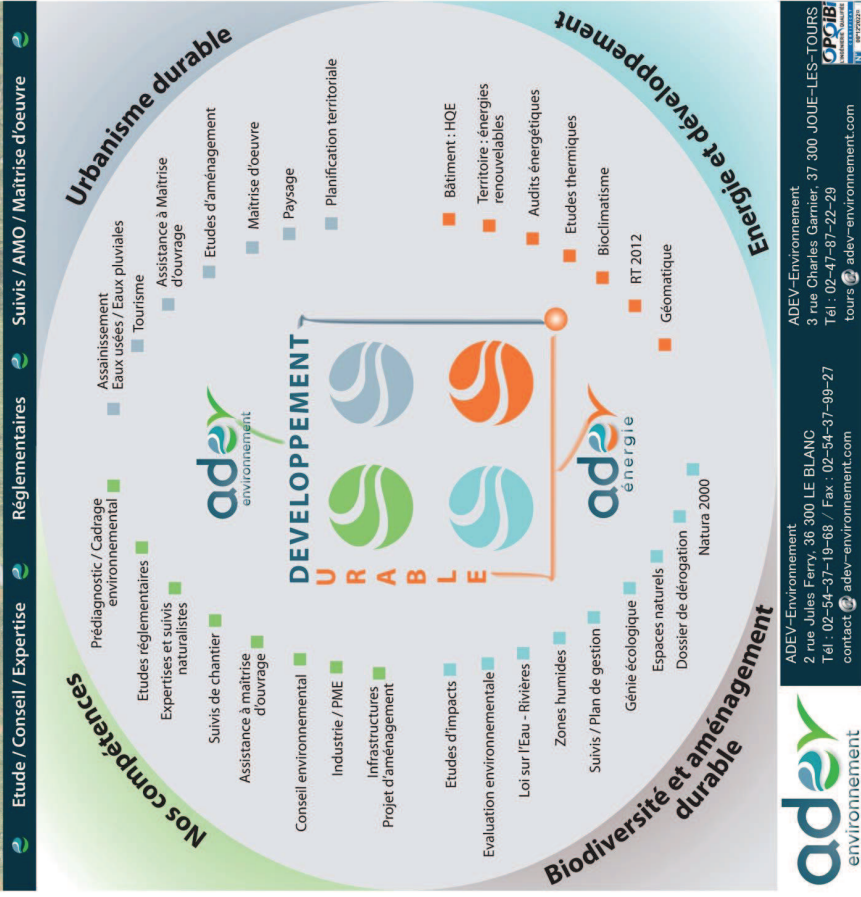 Etude / Conseil / Expertise
Réglementaires
Suivis / AMO / Maîtrise d'oeuvre
Nos compétences
Prédiagnostic / Cadrage
environnemental
Etudes réglementaires
Expertises et suivis
naturalistes
Suivis de chantier
Assistance à maîtrise
d'ouvrage
Conseil environnemental
Industrie / PME
Infrastructures
Projet d'aménagement
Urbanisme durable
Assainissement
Eaux usées / Eaux pluviales
Tourisme
Assistance à Maîtrise
d'ouvrage
Etudes d'aménagement
Maîtrise d'oeuvre
Paysage
Planification territoriale
adev
environnement
DEVELOPPEMENT
URABLE
adev
énergie
Biodiversité et aménagement
durable
Etudes d'impacts
Evaluation environnementale
Loi sur l'Eau - Rivières
Zones humides
Suivis / Plan de gestion
Génie écologique
Espaces naturels
Dossier de dérogation
Natura 2000
Energie et développement
Bâtiment : HQE
Territoire : énergies
renouvelables
Audits énergétiques
Etudes thermiques
Bioclimatisme
RT 2012
Géomatique
adev
environnement
ADEV-Environnement
2 rue Jules Ferry, 36 300 LE BLANC
Tél : 02-54-37-19-68 / Fax : 02-54-37-99-27
contact @ adev-environnement.com
ADEV-Environnement
3 rue Charles Garnier, 37 300 JOUE-LES-TOURS
Tél : 02-47-87-22-29
tours @ adev-environnement.com
OPQIBI
L'INGENIERIE QUALIFIÉE